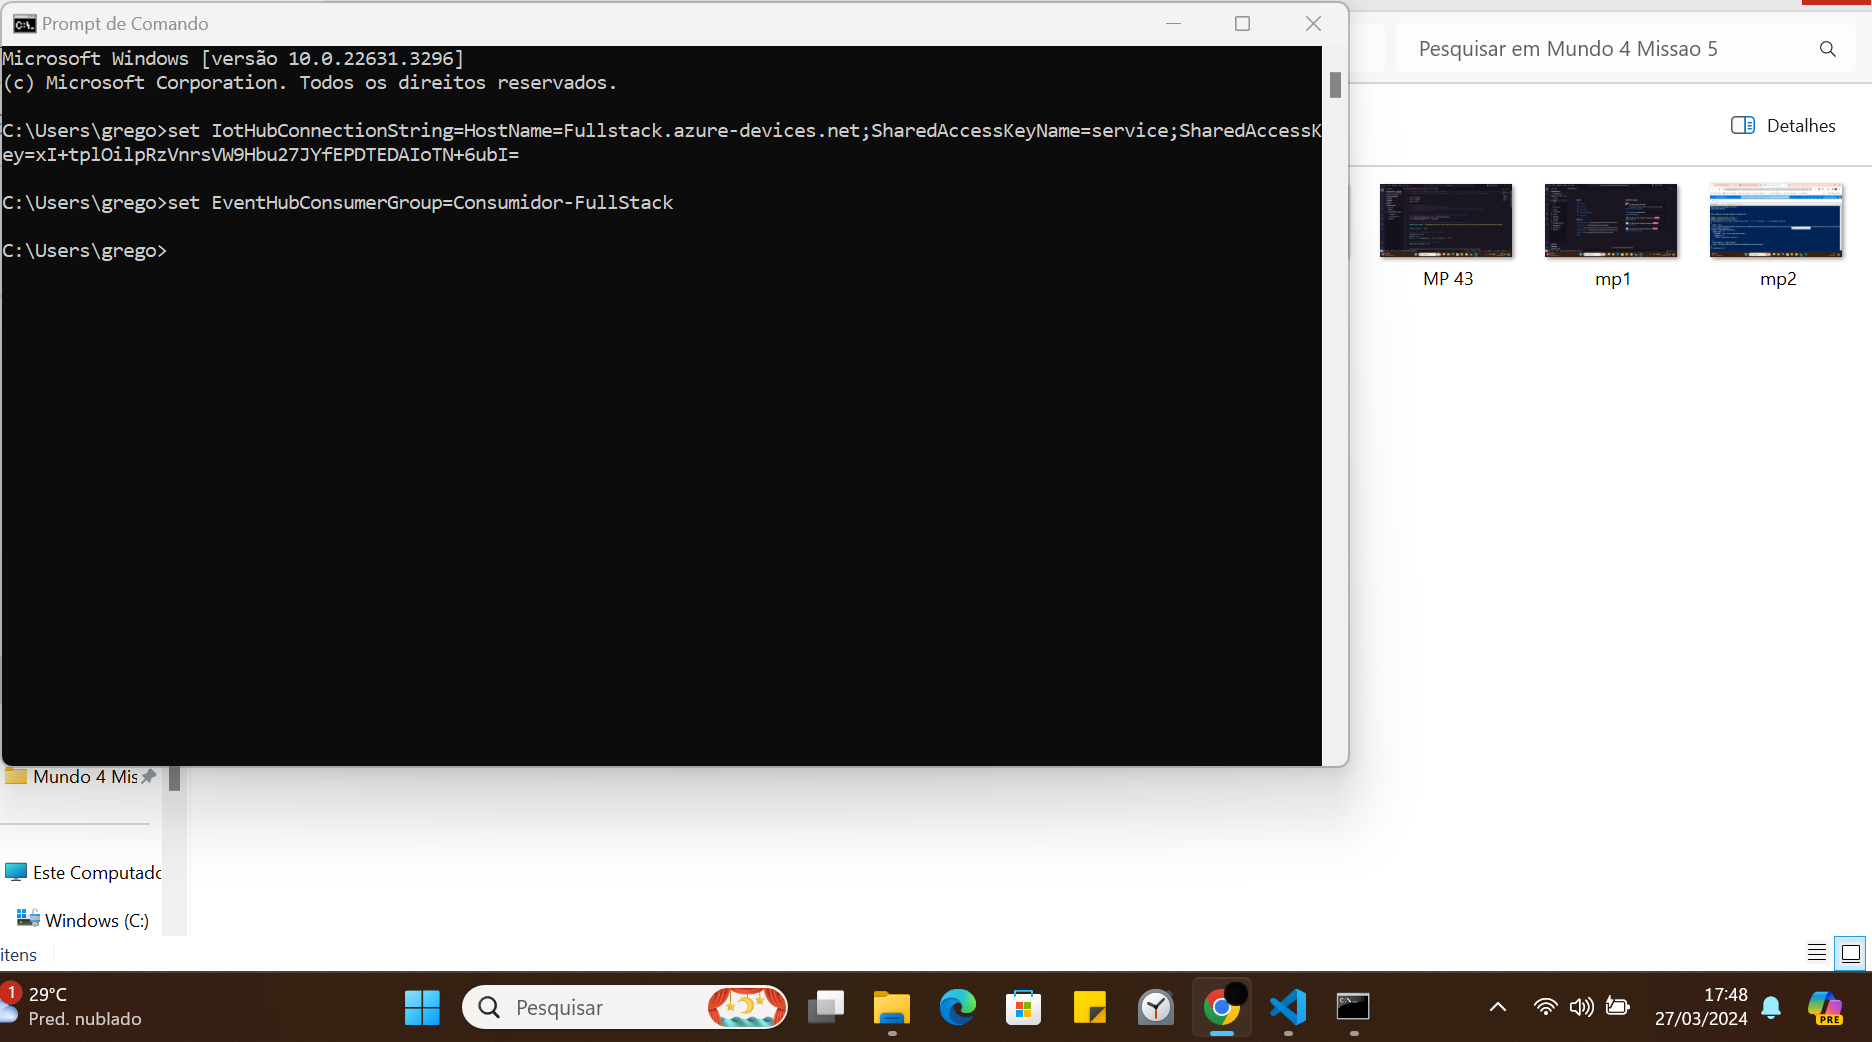 Prompt de Comando
Microsoft Windows [versão 10.0.22631.3296]
(c) Microsoft Corporation. Todos os direitos reservados.
C:\Users\grego>set IotHubConnectionString=HostName=Fullstack.azure-devices.net;SharedAccessKeyName=service;SharedAccessK
ey=xI+tplOilpRzVnrsVW9Hbu27JYfEPDTEDAIoTN+6ubI=
C:\Users\grego>set EventHubConsumerGroup=Consumidor-FullStack
C:\Users\grego>
Pesquisar em Mundo 4 Missao 5
Detalhes
MP 43
mp1
mp2
Mundo 4 Mis
Este Computado
Windows (C:)
itens
1
29°C
Pred. nublado
Pesquisar
17:48
27/03/2024
PRE